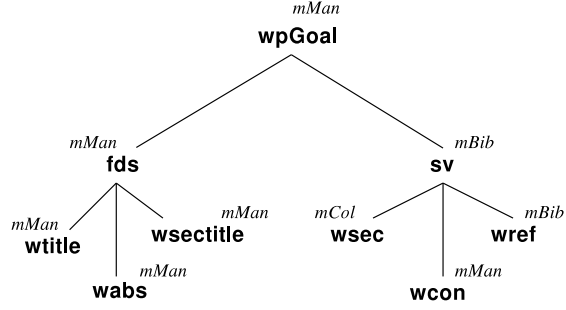 mMan
wpGoal
mMan
mBib
fds
sv
mMan
mMan
mCol
mBib
wtitle
wsectitle
wsec
wref
mMan
mMan
wabs
wcon